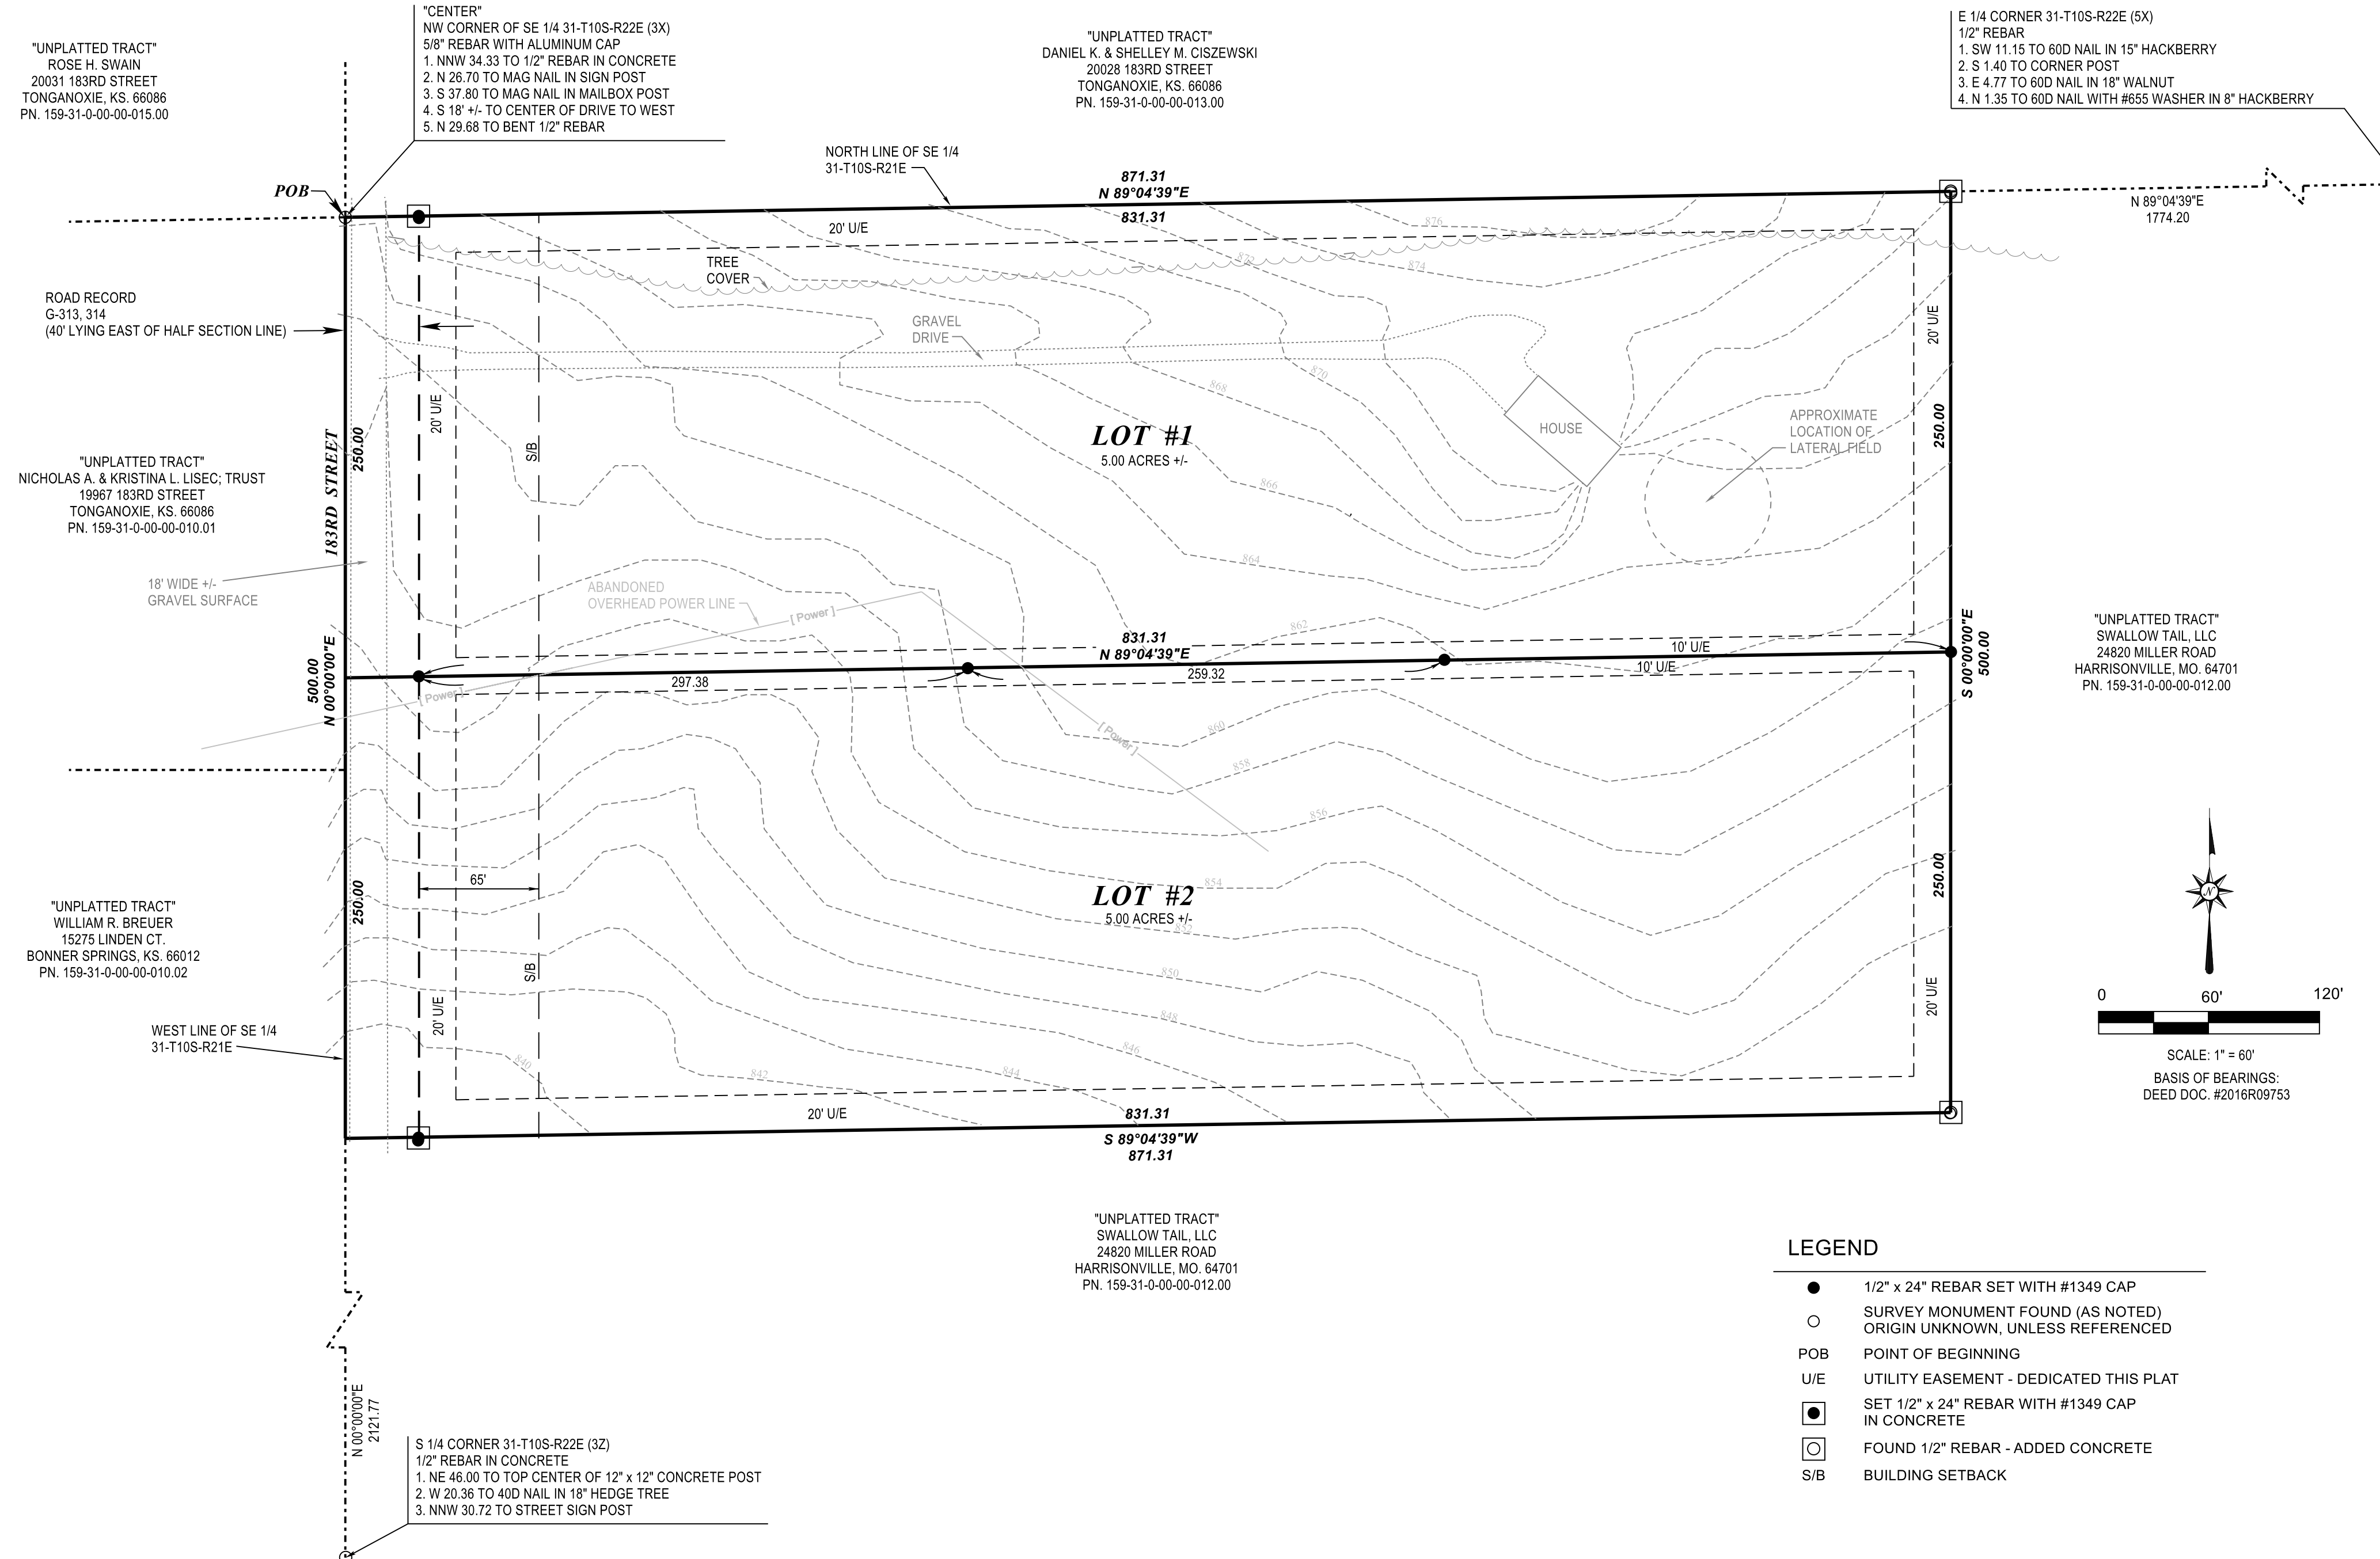 "CENTER"
NW CORNER OF SE 1/4 31-T10S-R22E (3X)
5/8" REBAR WITH ALUMINUM CAP
1. NNW 34.33 TO 1/2" REBAR IN CONCRETE
2. N 26.70 TO MAG NAIL IN SIGN POST
3. S 37.80 TO MAG NAIL IN MAILBOX POST
4. S 18' +/- TO CENTER OF DRIVE TO WEST
5. N 29.68 TO BENT 1/2" REBAR
"UNPLATTED TRACT"
ROSE H. SWAIN
20031 183RD STREET
TONGANOXIE, KS. 66086
PN. 159-31-0-00-00-015.00
"UNPLATTED TRACT"
DANIEL K. & SHELLEY M. CISZEWSKI
20028 183RD STREET
TONGANOXIE, KS. 66086
PN. 159-31-0-00-00-013.00
E 1/4 CORNER 31-T10S-R22E (5X)
1/2" REBAR
1. SW 11.15 TO 60D NAIL IN 15" HACKBERRY
2. S 1.40 TO CORNER POST
3. E 4.77 TO 60D NAIL IN 18" WALNUT
4. N 1.35 TO 60D NAIL WITH #655 WASHER IN 8" HACKBERRY
NORTH LINE OF SE 1/4
31-T10S-R21E
POB
871.31
N 89°04'39"E
831.31
N 89°04'39"E
1774.20
20' U/E
876
TREE
COVER
872
874
ROAD RECORD
G-313, 314
(40' LYING EAST OF HALF SECTION LINE)
GRAVEL
DRIVE
20' U/E
868
870
20' U/E
S/B
183RD STREET
250.00
LOT #1
5.00 ACRES +/-
HOUSE
APPROXIMATE
LOCATION OF
LATERAL FIELD
250.00
"UNPLATTED TRACT"
NICHOLAS A. & KRISTINA L. LISEC; TRUST
19967 183RD STREET
TONGANOXIE, KS. 66086
PN. 159-31-0-00-00-010.01
866
864
18' WIDE +/-
GRAVEL SURFACE
ABANDONED
OVERHEAD POWER LINE
[ Power ]
862
831.31
N 89°04'39"E
10' U/E
10' U/E
500.00
N 00°00'00"E
297.38
259.32
[ Power ]
S 00°00'00"E
500.00
"UNPLATTED TRACT"
SWALLOW TAIL, LLC
24820 MILLER ROAD
HARRISONVILLE, MO. 64701
PN. 159-31-0-00-00-012.00
860
[ Power ]
858
856
65'
854
250.00
LOT #2
5.00 ACRES +/-
852
250.00
"UNPLATTED TRACT"
WILLIAM R. BREUER
15275 LINDEN CT.
BONNER SPRINGS, KS. 66012
PN. 159-31-0-00-00-010.02
S/B
850
20' U/E
848
20' U/E
N
0 60' 120'
SCALE: 1" = 60'
BASIS OF BEARINGS:
DEED DOC. #2016R09753
WEST LINE OF SE 1/4
31-T10S-R21E
846
840
842
844
20' U/E
831.31
S 89°04'39"W
871.31
"UNPLATTED TRACT"
SWALLOW TAIL, LLC
24820 MILLER ROAD
HARRISONVILLE, MO. 64701
PN. 159-31-0-00-00-012.00
LEGEND
1/2" x 24" REBAR SET WITH #1349 CAP
SURVEY MONUMENT FOUND (AS NOTED)
ORIGIN UNKNOWN, UNLESS REFERENCED
POB POINT OF BEGINNING
U/E UTILITY EASEMENT - DEDICATED THIS PLAT
SET 1/2" x 24" REBAR WITH #1349 CAP
IN CONCRETE
FOUND 1/2" REBAR - ADDED CONCRETE
S/B BUILDING SETBACK
N 00°00'00"E
2121.77
S 1/4 CORNER 31-T10S-R22E (3Z)
1/2" REBAR IN CONCRETE
1. NE 46.00 TO TOP CENTER OF 12" x 12" CONCRETE POST
2. W 20.36 TO 40D NAIL IN 18" HEDGE TREE
3. NNW 30.72 TO STREET SIGN POST